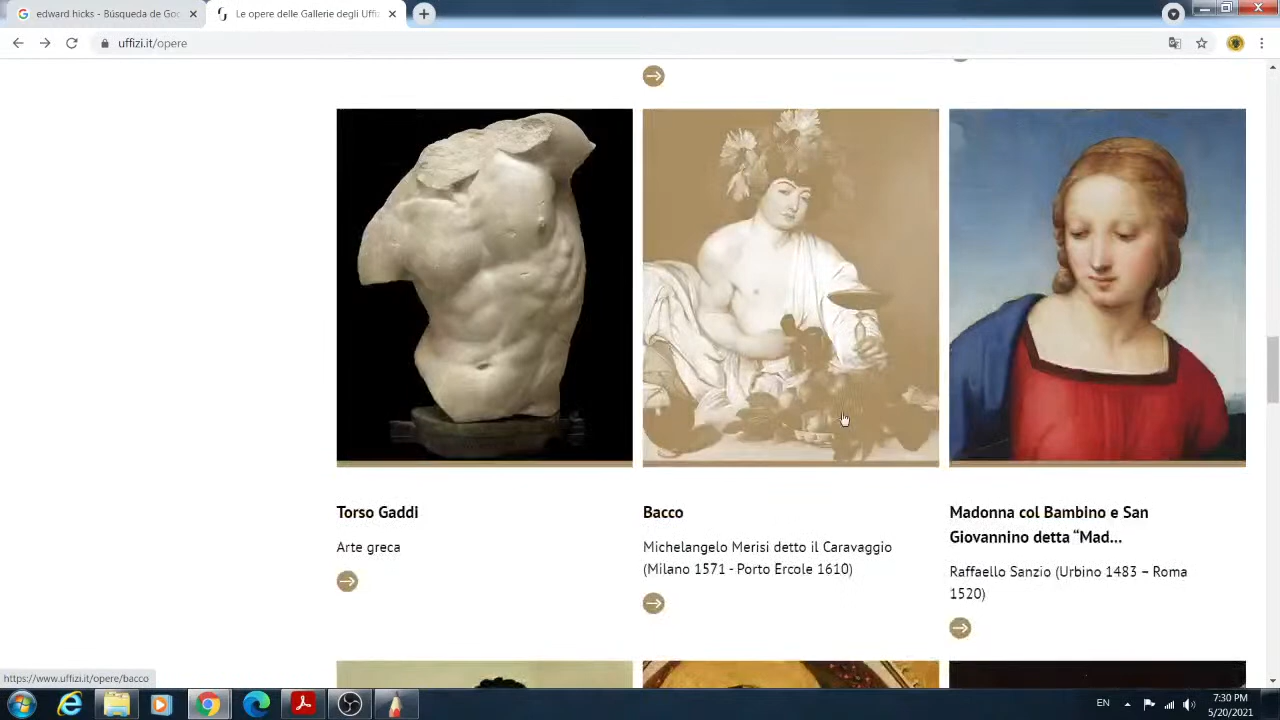 edward hicks - Búsqueda de Goo
Le opere delle Gallerie degli Uffi
uffizi.it/opere
Torso Gaddi
Arte greca
Bacco
Michelangelo Merisi detto il Caravaggio
(Milano 1571 - Porto Ercole 1610)
Madonna col Bambino e San
Giovannino detta “Mad...
Raffaello Sanzio (Urbino 1483 – Roma
1520)
https://www.uffizi.it/opere/bacco
EN
7:30 PM
5/20/2021